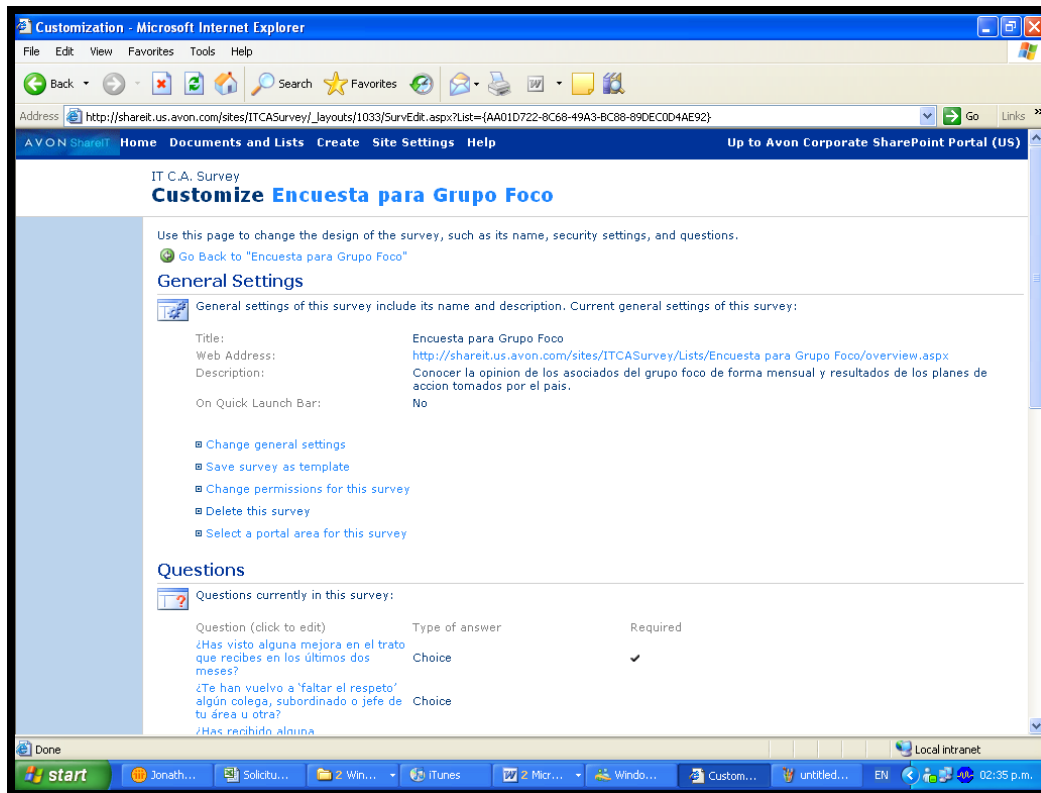 Customization - Microsoft Internet Explorer
File Edit View Favorites Tools Help
Back Search Favorites
Address http://shareit.us.avon.com/sites/ITCASurvey/_layouts/1033/SurvEdit.aspx?List={AA01D722-8C68-49A3-BC88-89DEC0D4AE92} Go Links »
AVON ShareIT Home Documents and Lists Create Site Settings Help Up to Avon Corporate SharePoint Portal (US)
IT C.A. Survey
Customize Encuesta para Grupo Foco
Use this page to change the design of the survey, such as its name, security settings, and questions.
Go Back to "Encuesta para Grupo Foco"
General Settings
General settings of this survey include its name and description. Current general settings of this survey:
Title: Encuesta para Grupo Foco
Web Address: http://shareit.us.avon.com/sites/ITCASurvey/Lists/Encuesta para Grupo Foco/overview.aspx
Description: Conocer la opinion de los asociados del grupo foco de forma mensual y resultados de los planes de
accion tomados por el pais.
On Quick Launch Bar: No
Change general settings
Save survey as template
Change permissions for this survey
Delete this survey
Select a portal area for this survey
Questions
Questions currently in this survey:
Question (click to edit) Type of answer Required
¿Has visto alguna mejora en el trato
que recibes en los últimos dos Choice
meses?
¿Te han vuelvo a ‘faltar el respeto’
algún colega, subordinado o jefe de Choice
tu área u otra?
¿Has recibido alguna
Done Local intranet
start Jonath... Solicitu... 2 Win... iTunes 2 Micr... Windo... Custom... untitled... EN 02:35 p.m.